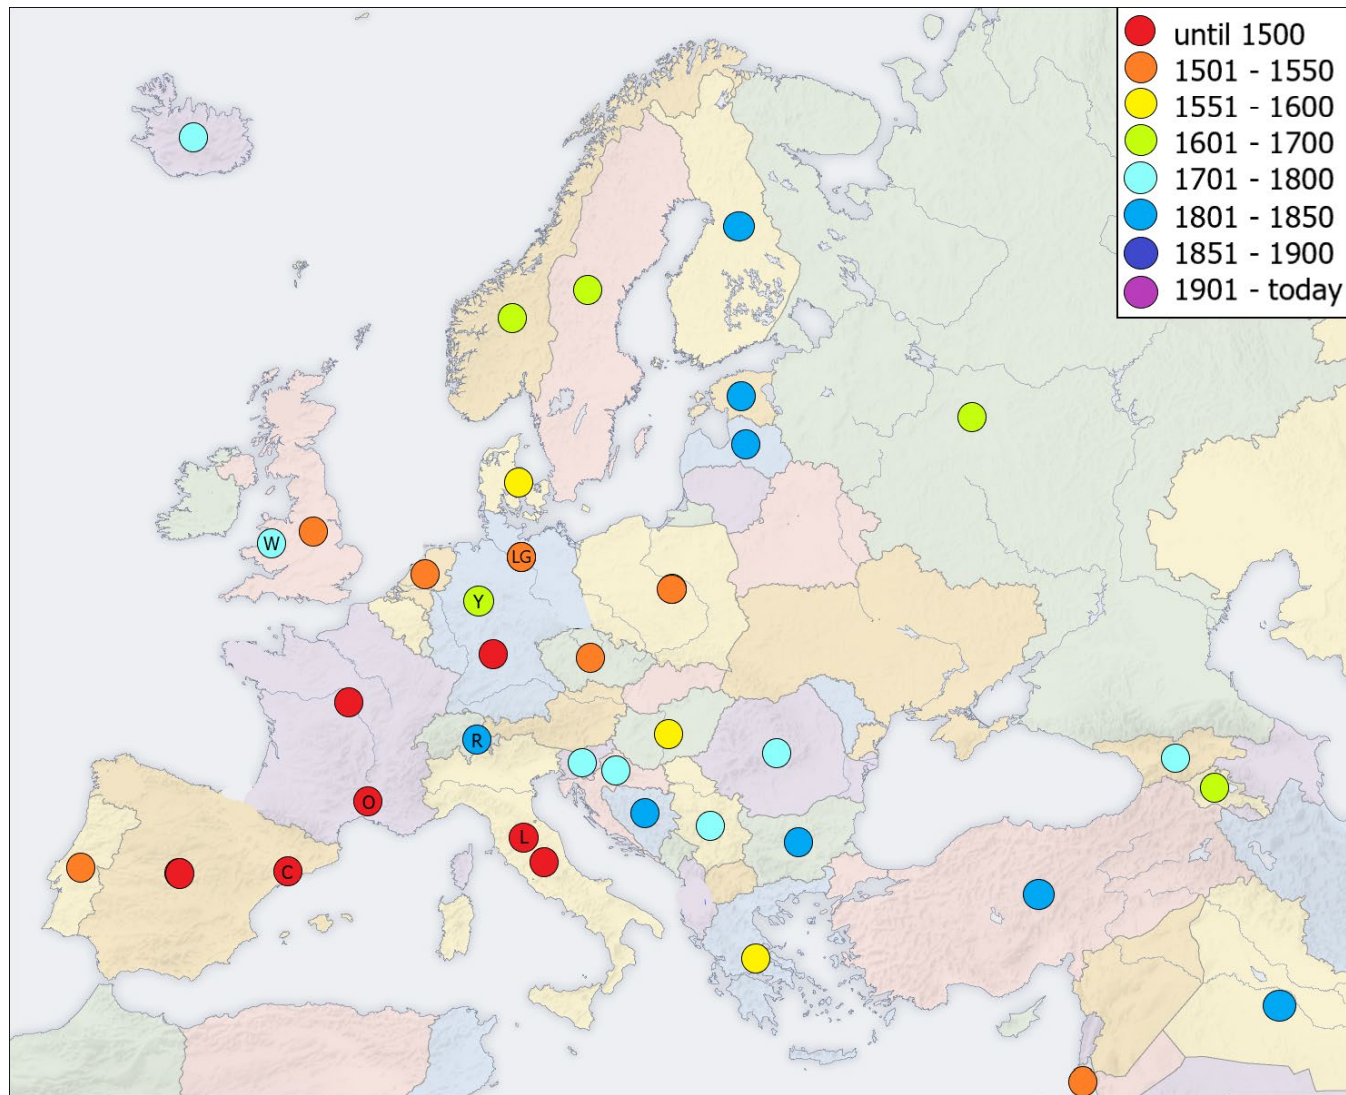 until 1500
1501 - 1550
1551 - 1600
1601 - 1700
1701 - 1800
1801 - 1850
1851 - 1900
1901 - today
W
LG
Y
R
O
L
C